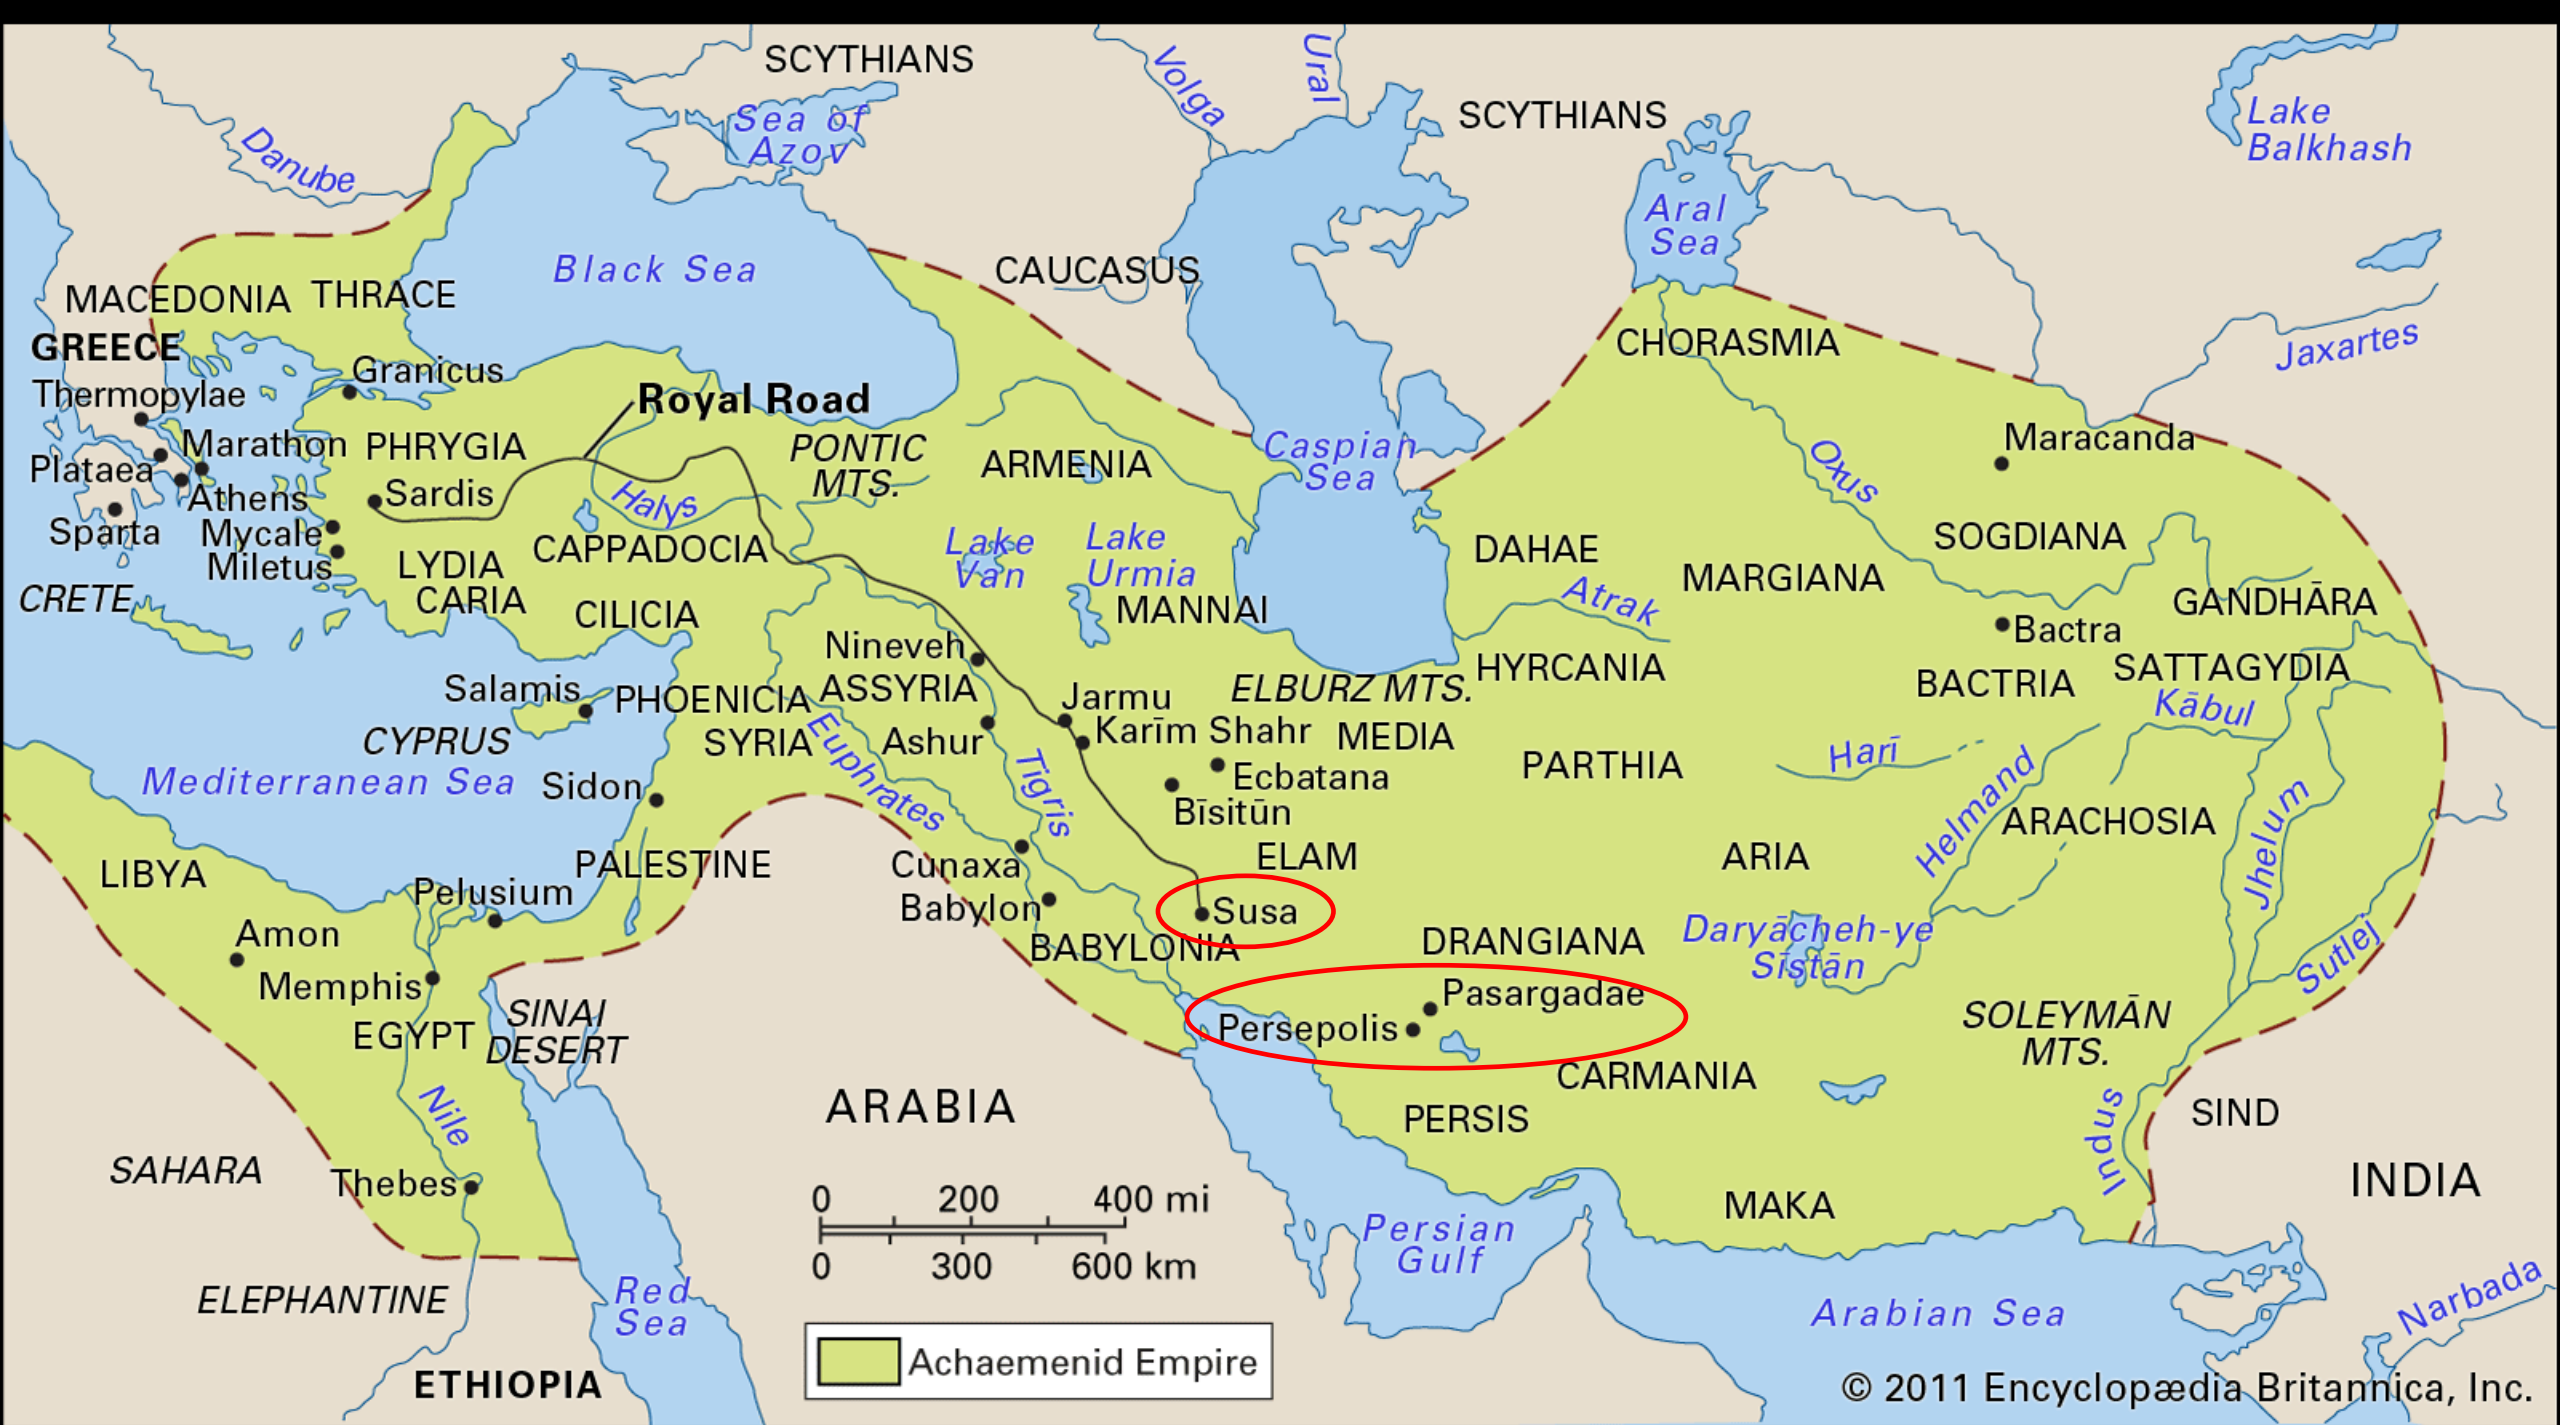 SCYTHIANS
Volga
Ural
SCYTHIANS
Lake
Balkhash
Sea of
Azov
Danube
Aral
Sea
Black Sea
CAUCASUS
MACEDONIA
THRACE
GREECE
CHORASMIA
Jaxartes
Thermopylae
Granicus
Royal Road
Marathon
PHRYGIA
PONTIC
MTS.
ARMENIA
Caspian
Sea
Oxus
Maracanda
Plataea
Athens
Sardis
Halys
Sparta
Mycale
Miletus
LYDIA
CARIA
CAPPADOCIA
CILICIA
Lake
Van
Lake
Urmia
MANNAI
DAHAE
Atrak
MARGIANA
SOGDIANA
GANDHĀRA
CRETE
Nineveh
ASSYRIA
Bactra
BACTRIA
SATTAGYDIA
Kābul
HYRCANIA
ELBURZ MTS.
Salamis
CYPRUS
PHOENICIA
SYRIA
Euphrates
Ashur
Tigris
Jarmu
Karīm Shahr
MEDIA
Ecbatana
Bīsitūn
PARTHIA
Harī
Helmand
ARACHOSIA
Jhelum
Mediterranean Sea
Sidon
LIBYA
PALESTINE
Cunaxa
Babylon
ELAM
ARIA
Pelusium
Susa
BABYLONIA
DRANGIANA
Daryācheh-ye
Sīstān
Sutlej
Amon
Memphis
EGYPT
SINAI
DESERT
Pasargadae
Persepolis
SOLEYMĀN
MTS.
CARMANIA
PERSIS
Nile
ARABIA
Indus
SIND
INDIA
SAHARA
Thebes
MAKA
0 200 400 mi
0 300 600 km
Persian
Gulf
ELEPHANTINE
Red
Sea
Arabian Sea
Narbada
ETHIOPIA
Achaemenid Empire
© 2011 Encyclopædia Britannica, Inc.